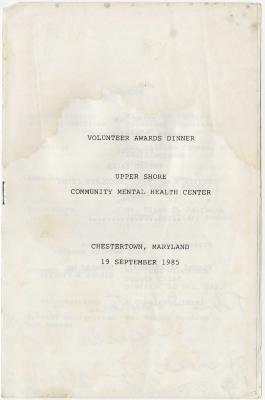 VOLUNTEER AWARDS DINNER
UPPER SHORE
COMMUNITY MENTAL HEALTH CENTER
CHESTERTOWN, MARYLAND
19 SEPTEMBER 1985